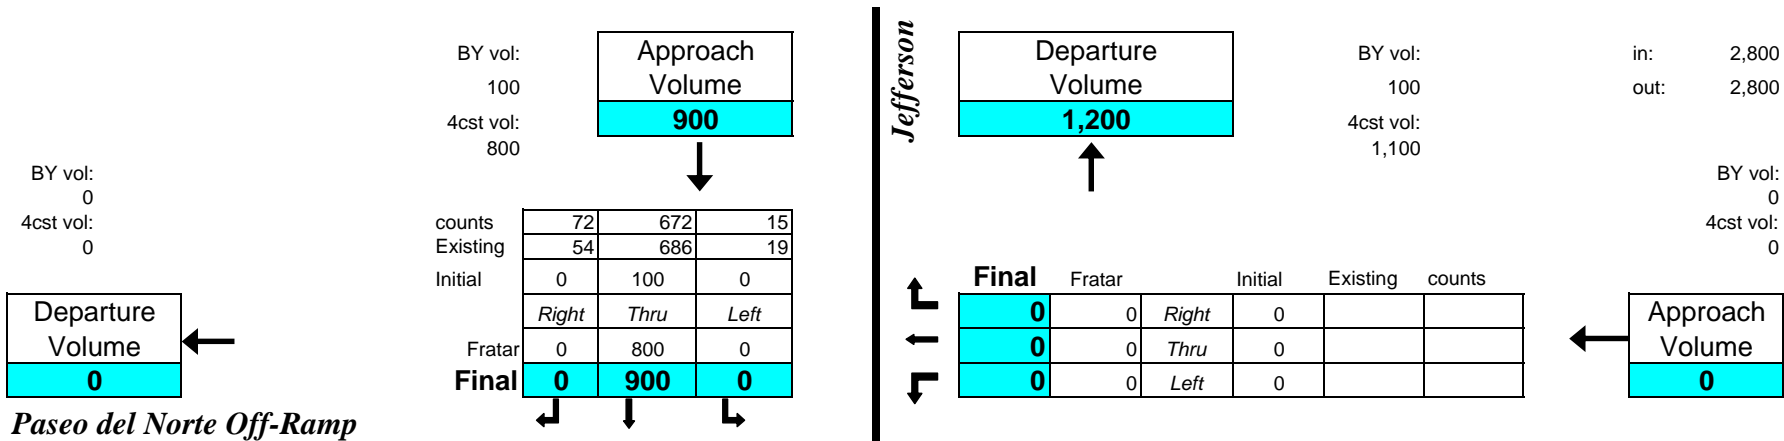 BY vol:
100
4cst vol:
800
Approach
Volume
900
Jefferson
Departure
Volume
1,200
BY vol:
100
4cst vol:
1,100
in: 2,800
out: 2,800
BY vol:
0
4cst vol:
0
BY vol:
0
4cst vol:
0
counts 72 672 15
Existing 54 686 19
Initial 0 100 0
Right Thru Left
Fratar 0 800 0
Final 0 900 0
Final Fratar Initial Existing counts
0 0 Right 0
0 0 Thru 0
0 0 Left 0
Departure
Volume
0
Approach
Volume
0
Paseo del Norte Off-Ramp